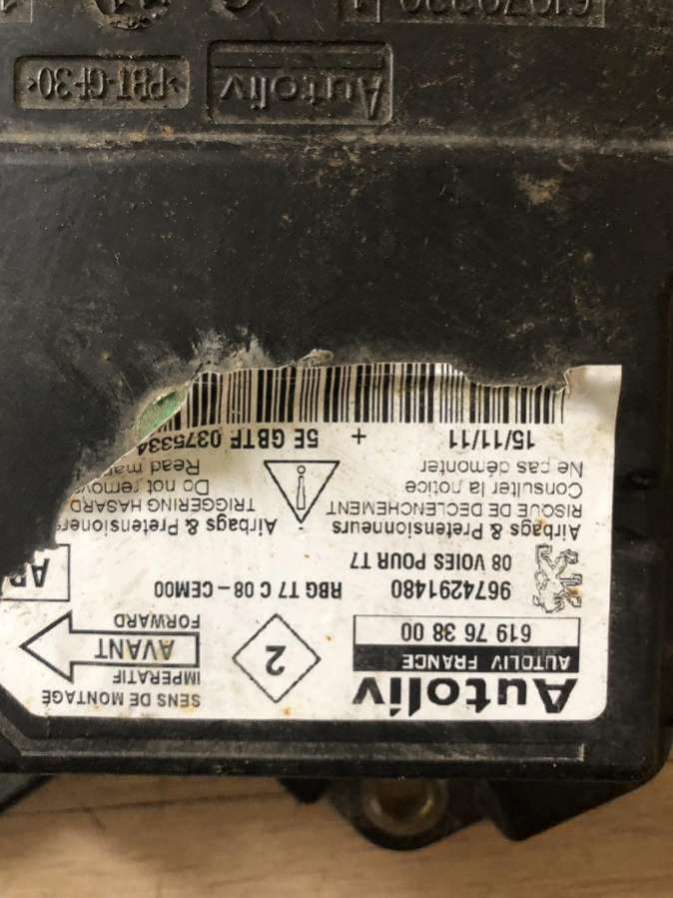 Autoliv
AUTOLIV FRANCE
619 76 38 00
2
SENS DE MONTAGE
IMPERATIF
AVANT
FORWARD
9674291480
RBG T7 C 08-CEM00
08 VOIES POUR T7
Airbags & Pretensionneurs
RISQUE DE DECLENCHEMENT
Consulter la notice
Ne pas démonter
Airbags & Pretensioners
TRIGGERING HASARD
Do not remov
Read ma
15/11/11
+
5E GBTF 0375334
Autoliv
>PBT-GF30<